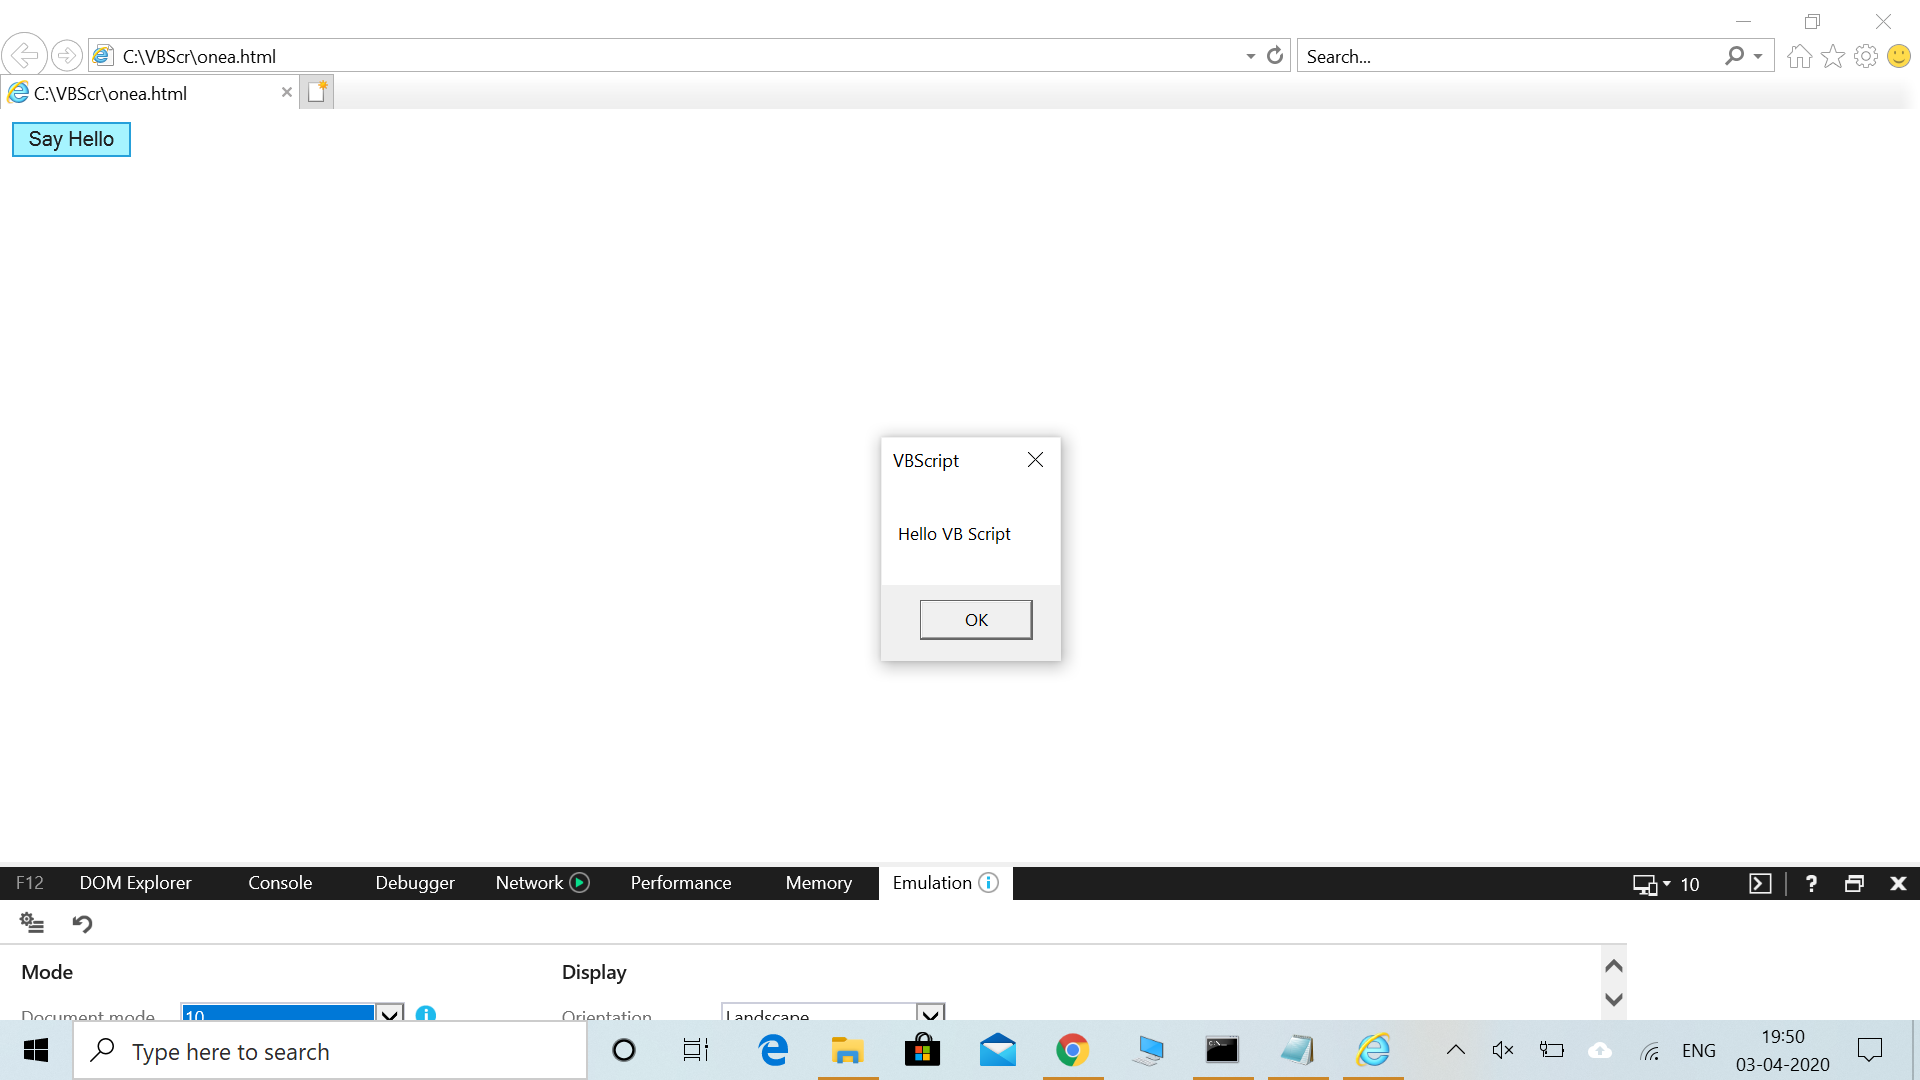 C:\VBScr\onea.html
Search...
C:\VBScr\onea.html
Say Hello
VBScript
Hello VB Script
OK
F12 DOM Explorer Console Debugger Network Performance Memory Emulation 10 ?
Mode Display
Document mode 10 Orientation Landscape
Type here to search
ENG
19:50
03-04-2020